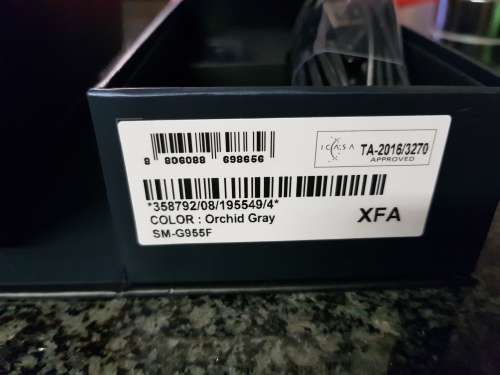 8 806088 698656
ICASA
TA-2016/3270
APPROVED
*358792/08/195549/4*
COLOR : Orchid Gray
SM-G955F
XFA